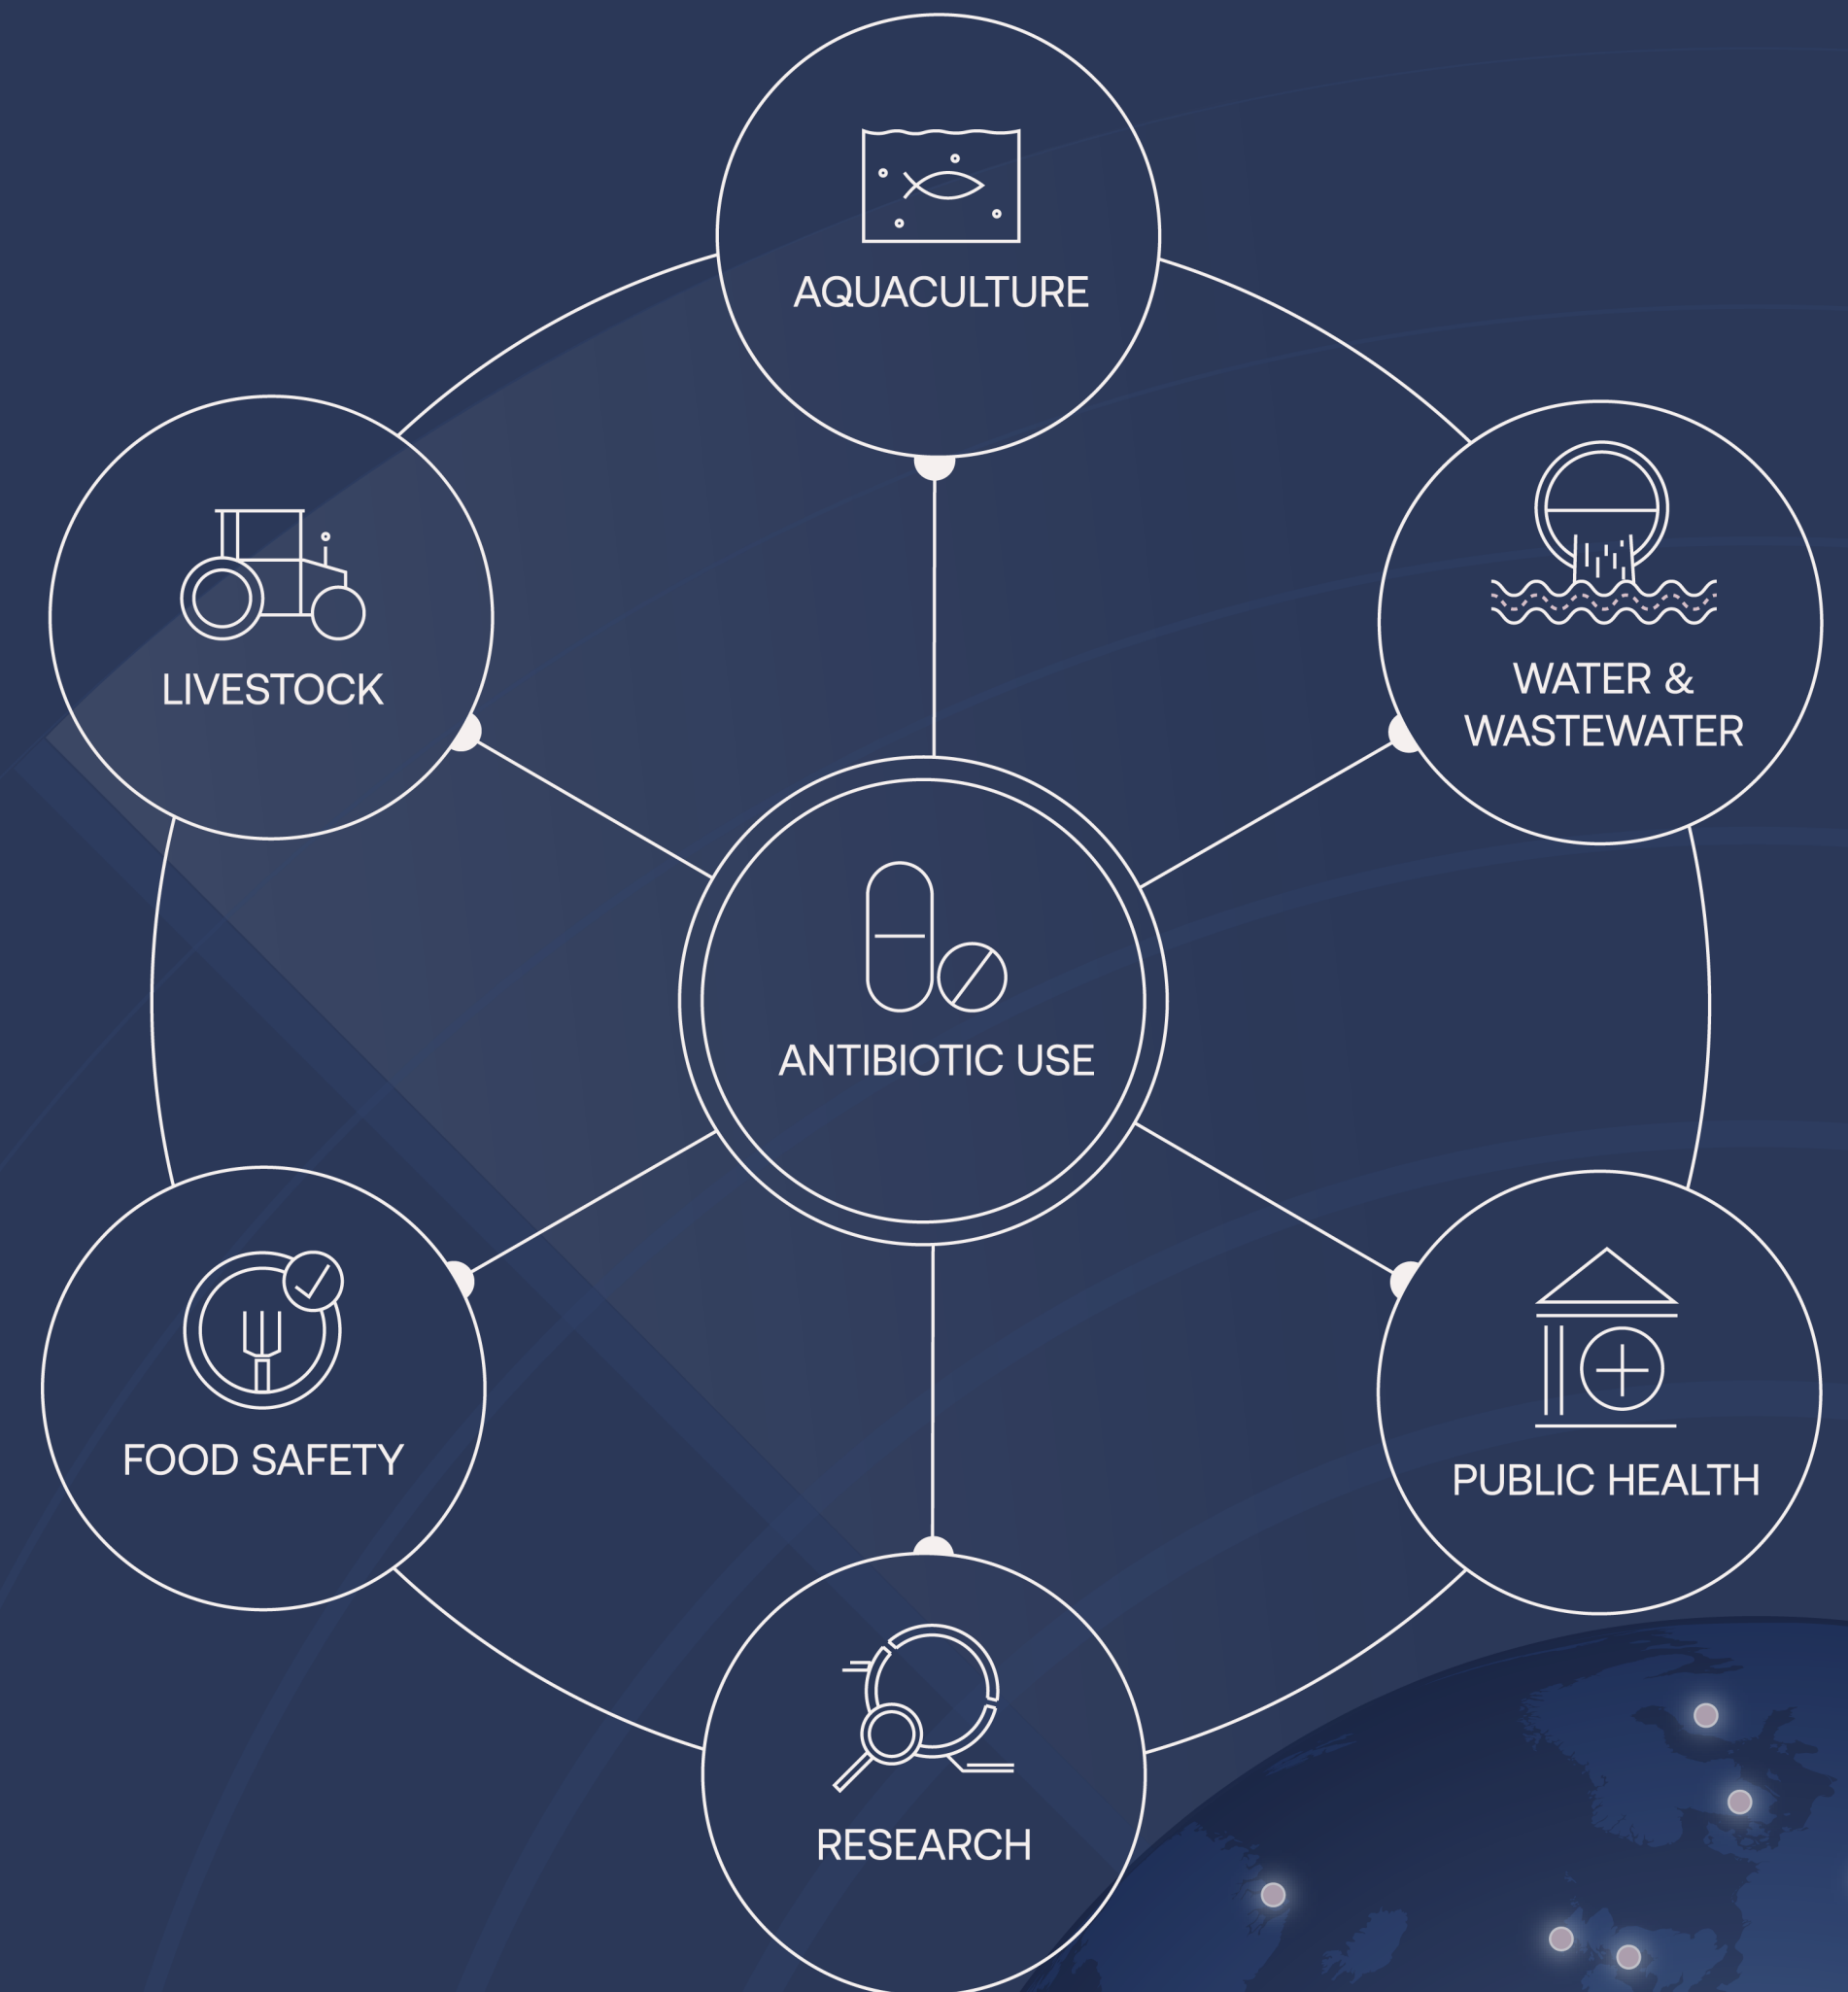 AQUACULTURE
LIVESTOCK
WATER &
WASTEWATER
ANTIBIOTIC USE
FOOD SAFETY
PUBLIC HEALTH
RESEARCH